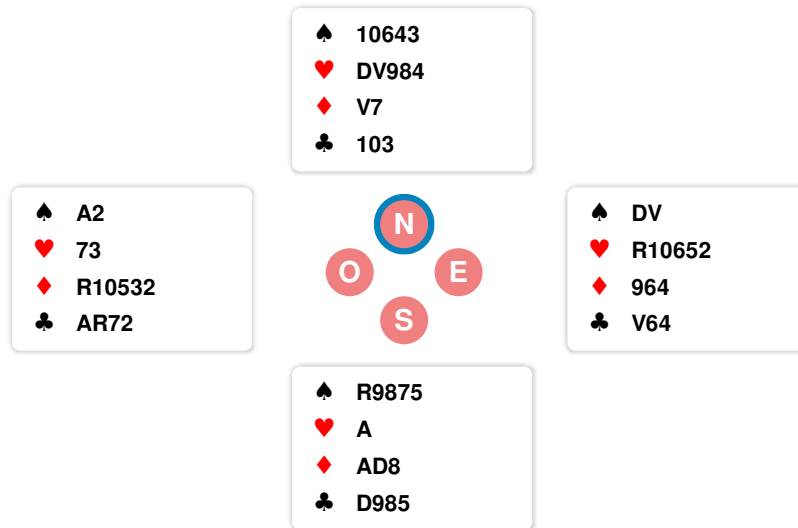 ♠ 10643
♥ DV984
♦ V7
♣ 103
♠ A2
♥ 73
♦ R10532
♣ AR72
N
O
E
S
♠ DV
♥ R10652
♦ 964
♣ V64
♠ R9875
♥ A
♦ AD8
♣ D985